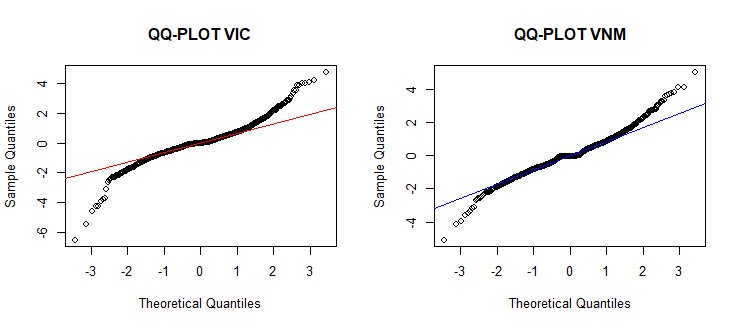 QQ-PLOT VIC
Sample Quantiles
4
2
0
-2
-4
-6
-3 -2 -1 0 1 2 3
Theoretical Quantiles
QQ-PLOT VNM
Sample Quantiles
4
2
0
-2
-4
-3 -2 -1 0 1 2 3
Theoretical Quantiles